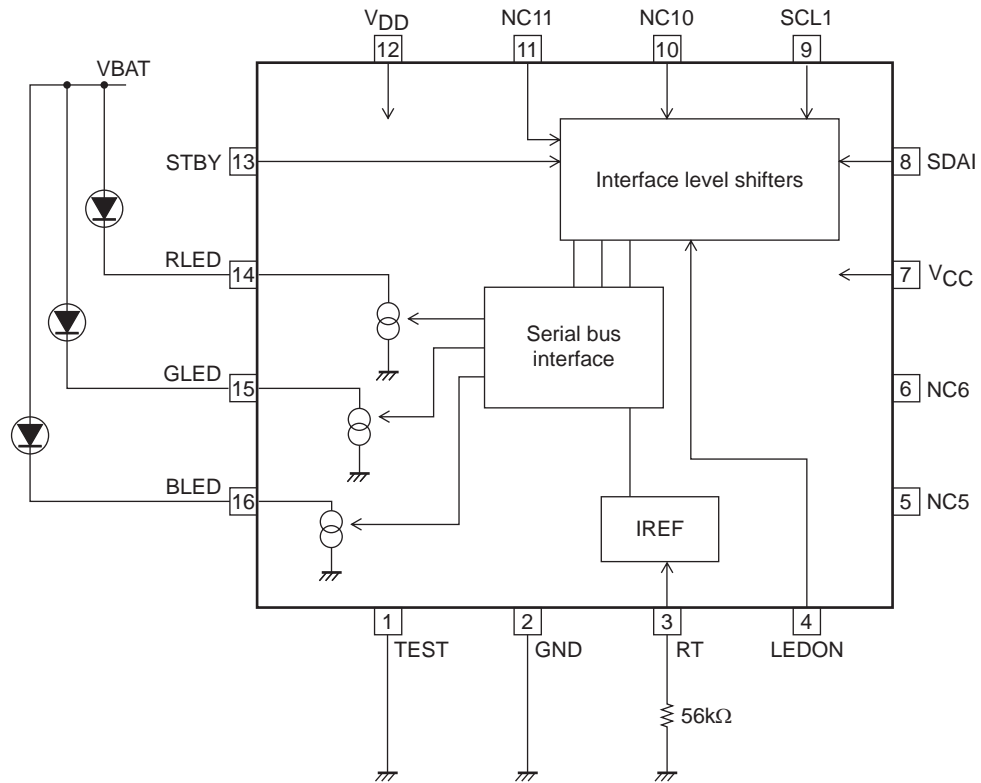 VDD
NC11
NC10
SCL1
12
11
10
9
VBAT
STBY
13
Interface level shifters
8
SDAI
RLED
14
7
VCC
Serial bus
interface
GLED
15
6
NC6
BLED
16
5
NC5
IREF
1
2
3
4
TEST
GND
RT
LEDON
56kΩ